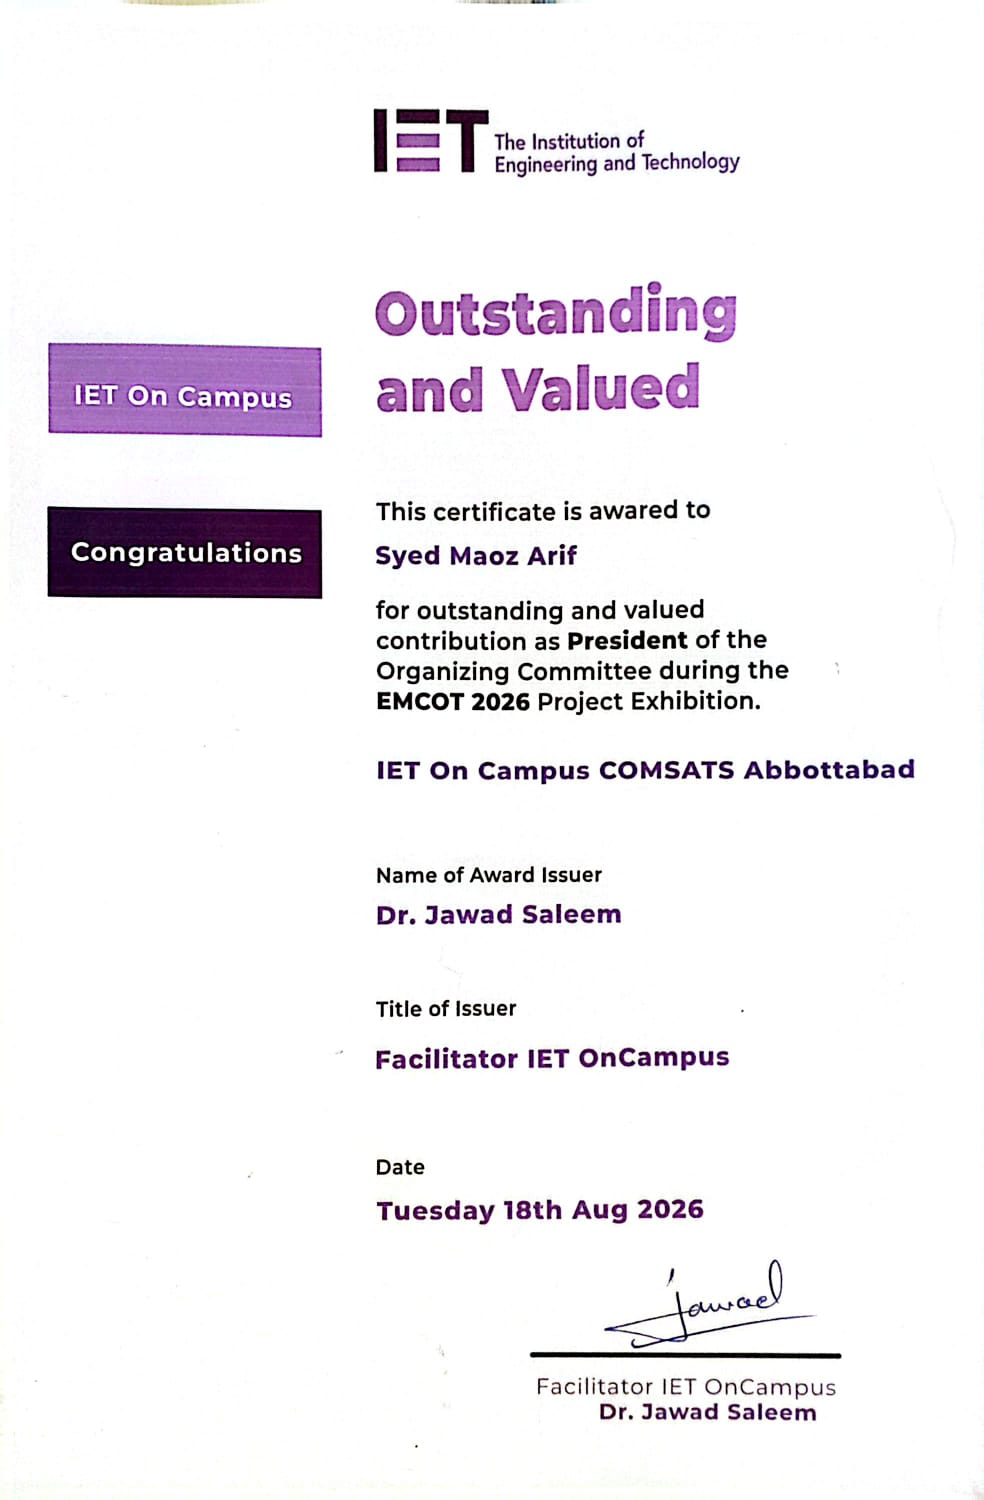 IET The Institution of
Engineering and Technology
Outstanding
and Valued
IET On Campus
Congratulations
This certificate is awared to
Syed Maoz Arif
for outstanding and valued
contribution as President of the
Organizing Committee during the
EMCOT 2026 Project Exhibition.
IET On Campus COMSATS Abbottabad
Name of Award Issuer
Dr. Jawad Saleem
Title of Issuer
Facilitator IET OnCampus
Date
Tuesday 18th Aug 2026
Jawad
Facilitator IET OnCampus
Dr. Jawad Saleem